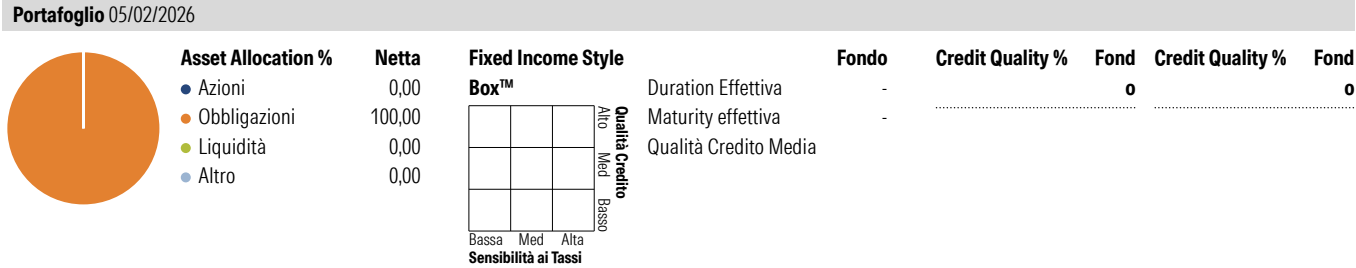 Portafoglio 05/02/2026
Asset Allocation % Netta
Azioni 0,00
Obbligazioni 100,00
Liquidità 0,00
Altro 0,00
Fixed Income Style
Box™
Alto Med Basso
Qualità Credito
Bassa Med Alta
Sensibilità ai Tassi
Fondo
Duration Effettiva -
Maturity effettiva -
Qualità Credito Media
Credit Quality % Fond
o
Credit Quality % Fond
o